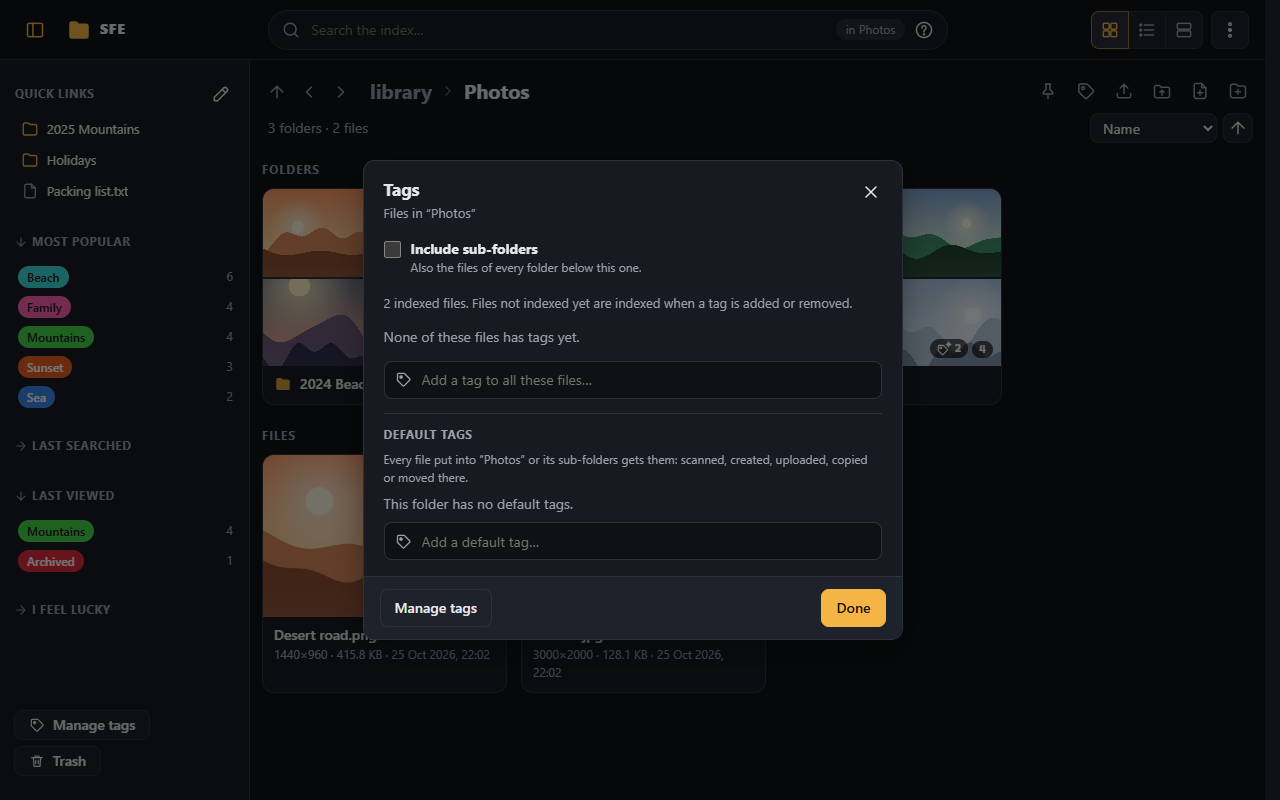 SFE
Search the index...
in Photos
QUICK LINKS
2025 Mountains
Holidays
Packing list.txt
MOST POPULAR
Beach 6
Family 4
Mountains 4
Sunset 3
Sea 2
LAST SEARCHED
LAST VIEWED
Mountains 4
Archived 1
I FEEL LUCKY
Manage tags
Trash
library > Photos
3 folders · 2 files
Name
FOLDERS
2024
2 4
FILES
Desert road.png
1440×960 · 415.8 KB · 25 Oct 2026, 22:02
3000×2000 · 128.1 KB · 25 Oct 2026,
22:02
Tags
Files in “Photos”
Include sub-folders
Also the files of every folder below this one.
2 indexed files. Files not indexed yet are indexed when a tag is added or removed.
None of these files has tags yet.
Add a tag to all these files...
DEFAULT TAGS
Every file put into “Photos” or its sub-folders gets them: scanned, created, uploaded, copied
or moved there.
This folder has no default tags.
Add a default tag...
Manage tags
Done